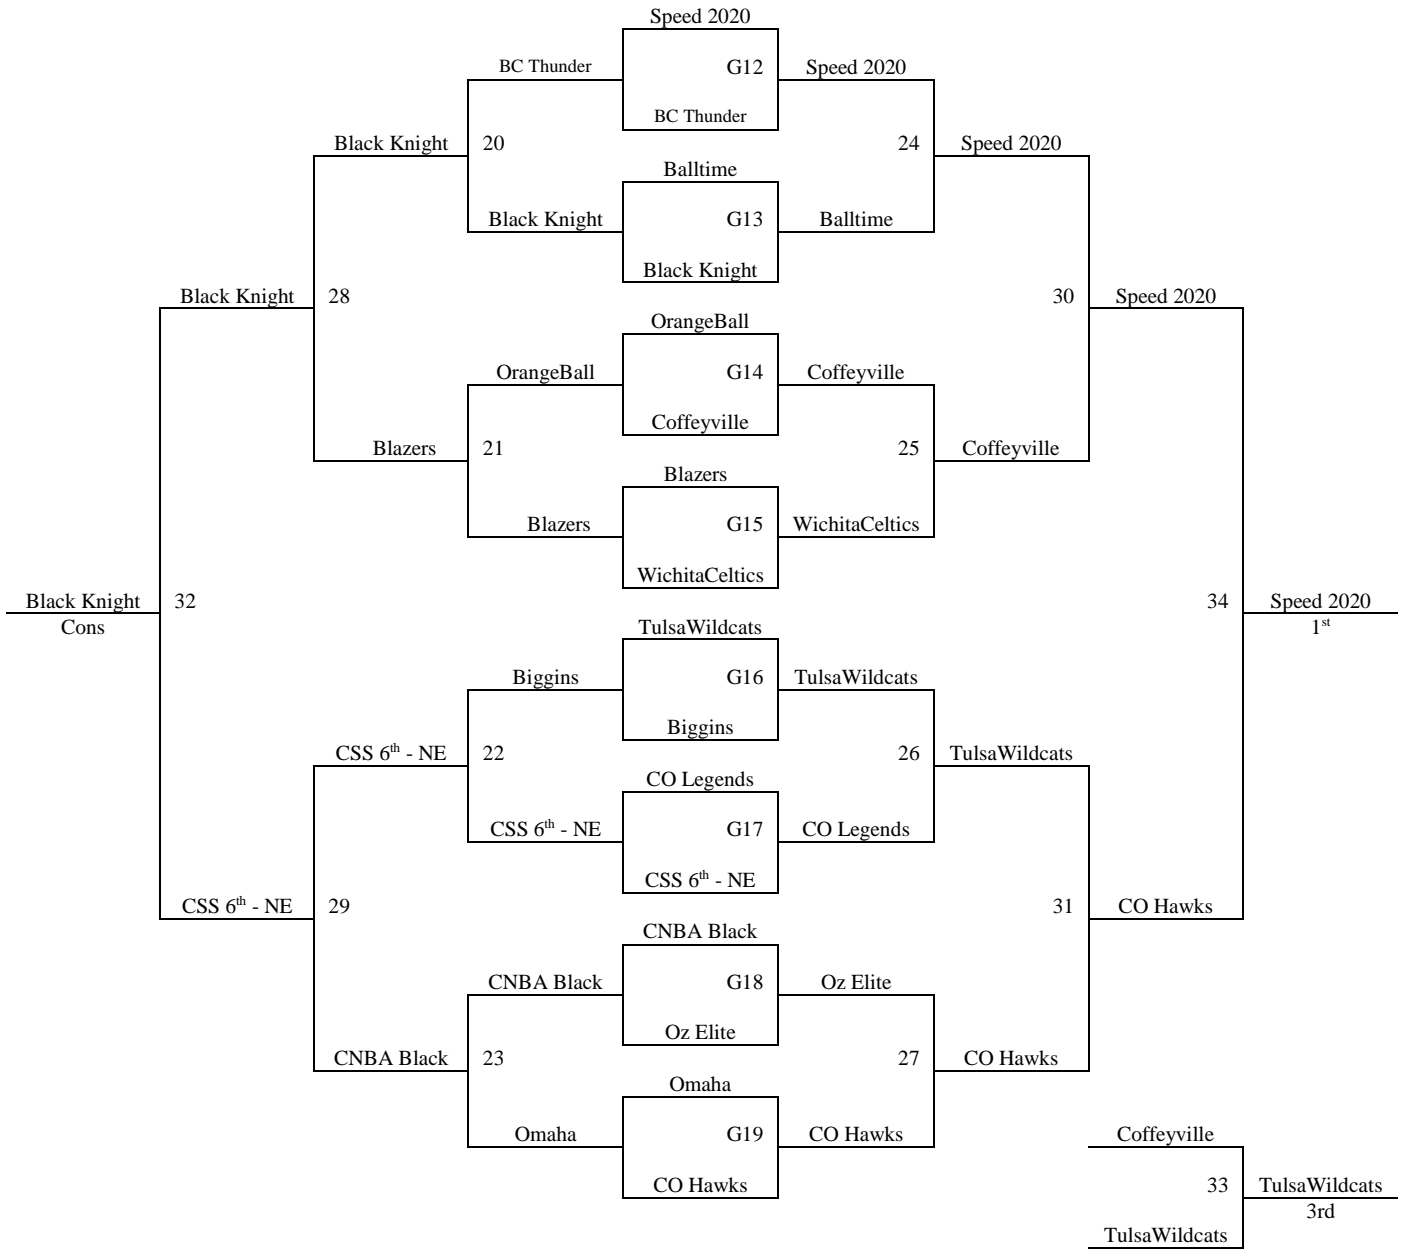 Speed 2020
BC Thunder
G12
Speed 2020
BC Thunder
Black Knight
20
24
Speed 2020
Balltime
Black Knight
G13
Balltime
Black Knight
Black Knight
28
30
Speed 2020
OrangeBall
OrangeBall
G14
Coffeyville
Coffeyville
Blazers
21
25
Coffeyville
Blazers
Blazers
G15
WichitaCeltics
WichitaCeltics
Black Knight
32
34
Speed 2020
Cons
1st
TulsaWildcats
Biggins
G16
TulsaWildcats
Biggins
CSS 6th - NE
22
26
TulsaWildcats
CO Legends
CSS 6th - NE
G17
CO Legends
CSS 6th - NE
CSS 6th - NE
29
31
CO Hawks
CNBA Black
CNBA Black
G18
Oz Elite
Oz Elite
CNBA Black
23
27
CO Hawks
Omaha
Omaha
G19
CO Hawks
Coffeyville
CO Hawks
33
TulsaWildcats
3rd
TulsaWildcats